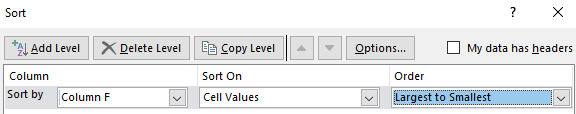 Sort ? ×
Add Level Delete Level Copy Level Options... My data has headers
Column Sort On Order
Sort by Column F Cell Values Largest to Smallest